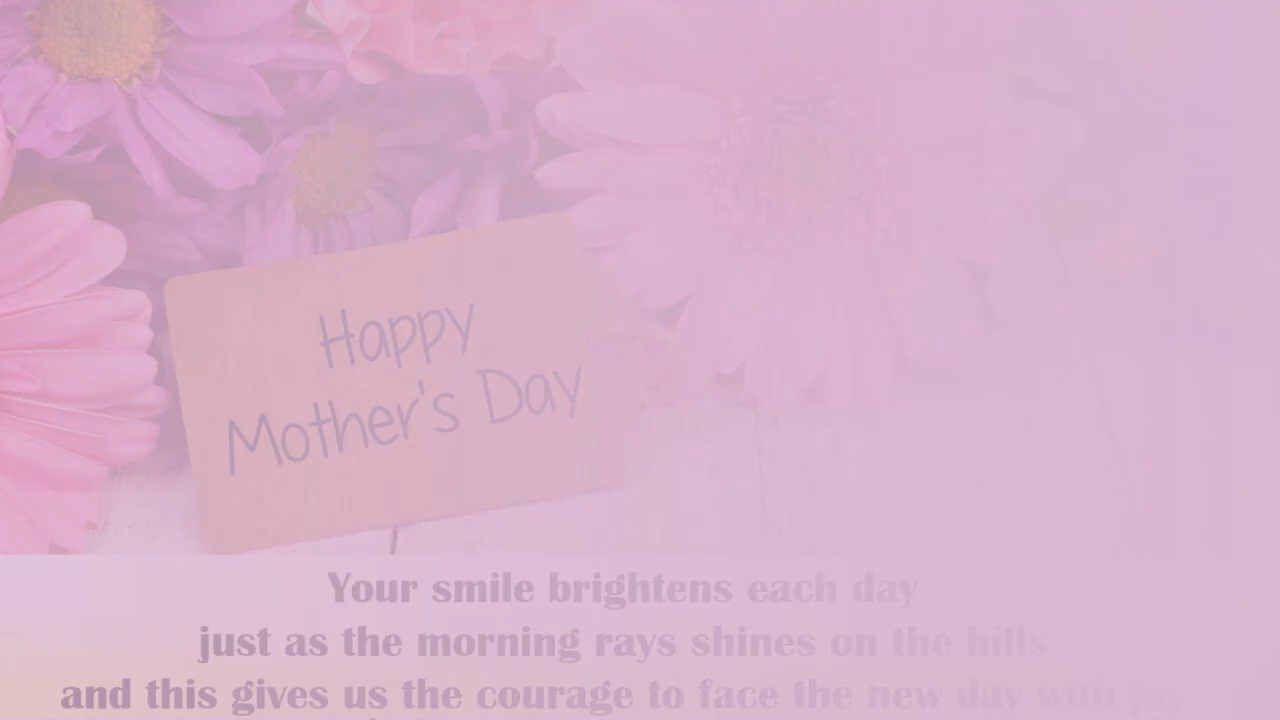 Happy
Mother's Day
Your smile brightens each day
just as the morning rays shines on the hills
and this gives us the courage to face the new day with joy